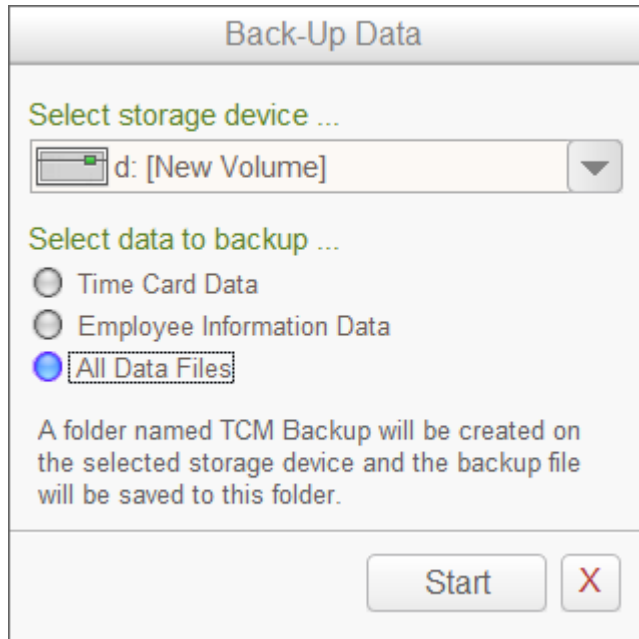 Back-Up Data
Select storage device ...
d: [New Volume]
Select data to backup ...
Time Card Data
Employee Information Data
All Data Files
A folder named TCM Backup will be created on
the selected storage device and the backup file
will be saved to this folder.
Start X